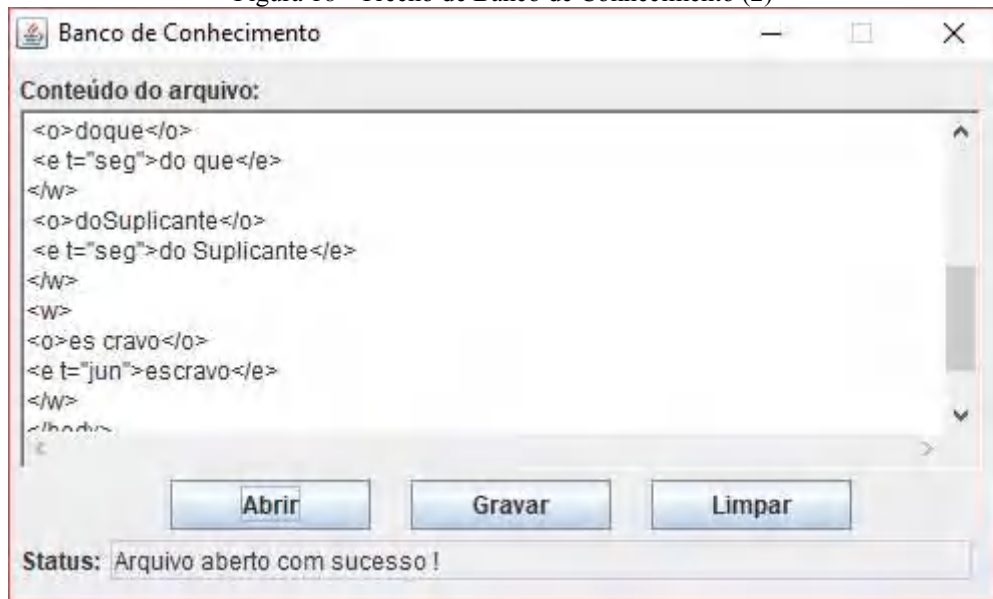 Banco de Conhecimento
Conteúdo do arquivo:
<o>doque</o>
<e t="seg">do que</e>
</w>
<o>doSuplicante</o>
<e t="seg">do Suplicante</e>
</w>
<w>
<o>es cravo</o>
<e t="jun">escravo</e>
</w>
</body>
Abrir Gravar Limpar
Status: Arquivo aberto com sucesso !